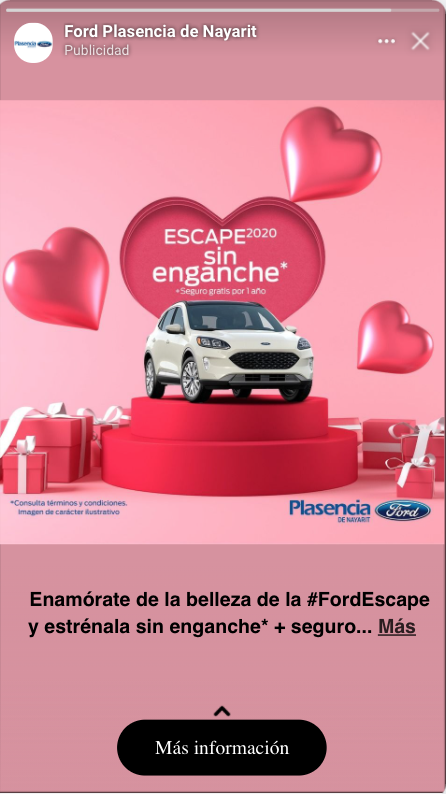 Ford Plasencia de Nayarit
Publicidad
Plasencia Ford
ESCAPE 2020
sin
enganche*
+Seguro gratis por 1 año
*Consulta términos y condiciones.
Imagen de carácter ilustrativo
Plasencia Ford
DE NAYARIT
Enamórate de la belleza de la #FordEscape
y estrénala sin enganche* + seguro... Más
Más información